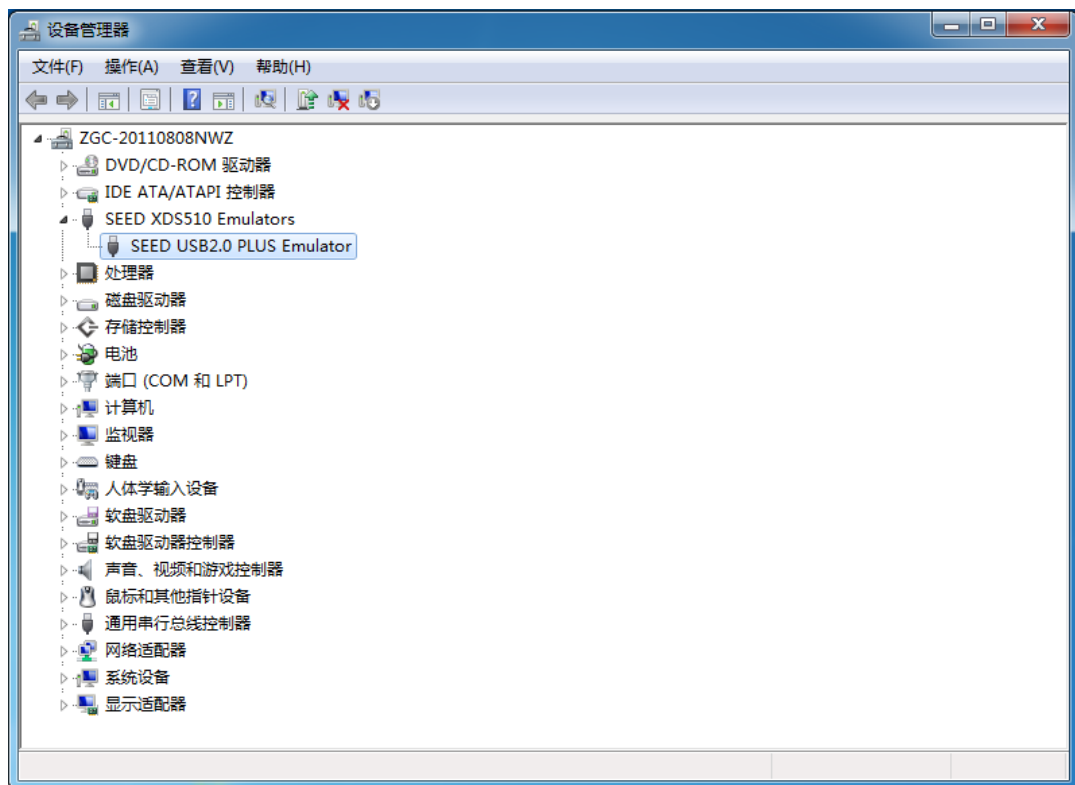 设备管理器
文件(F) 操作(A) 查看(V) 帮助(H)
ZGC-20110808NWZ
DVD/CD-ROM 驱动器
IDE ATA/ATAPI 控制器
SEED XDS510 Emulators
SEED USB2.0 PLUS Emulator
处理器
磁盘驱动器
存储控制器
电池
端口 (COM 和 LPT)
计算机
监视器
键盘
人体学输入设备
软盘驱动器
软盘驱动器控制器
声音、视频和游戏控制器
鼠标和其他指针设备
通用串行总线控制器
网络适配器
系统设备
显示适配器